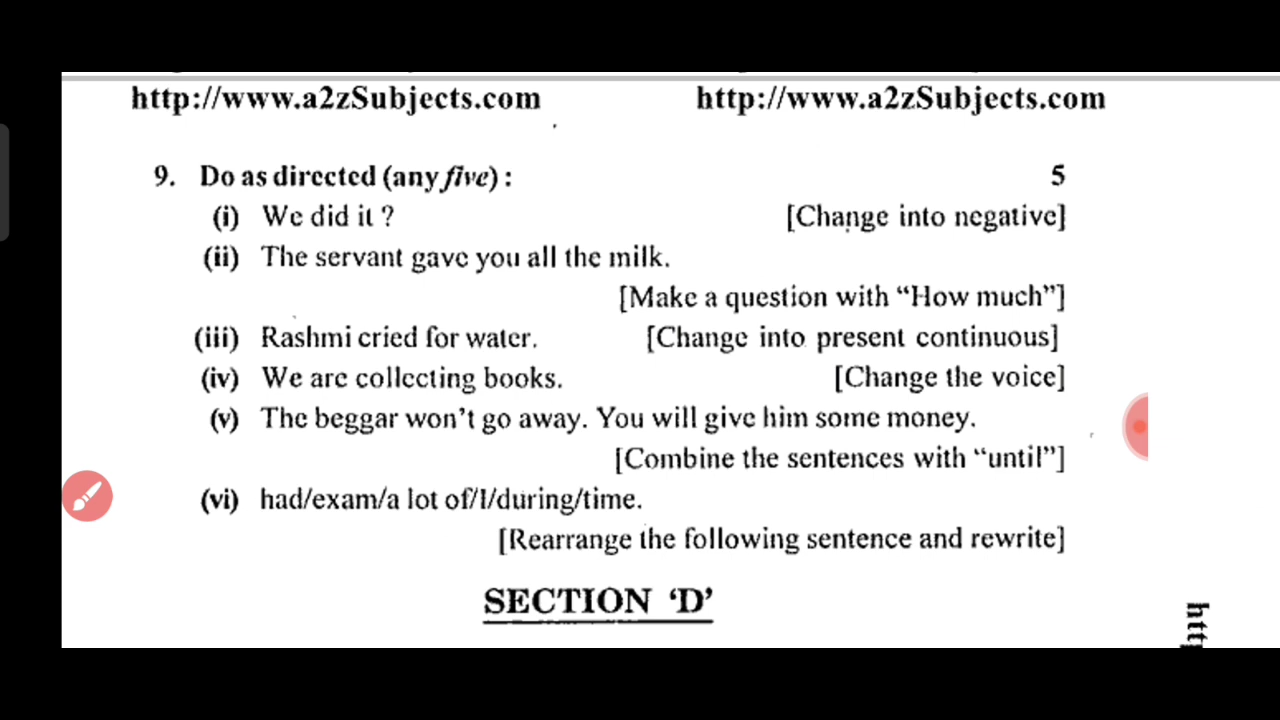 http://www.a2zSubjects.com http://www.a2zSubjects.com
9. Do as directed (any five) : 5
(i) We did it ? [Change into negative]
(ii) The servant gave you all the milk.
[Make a question with “How much”]
(iii) Rashmi cried for water. [Change into present continuous]
(iv) We are collecting books. [Change the voice]
(v) The beggar won’t go away. You will give him some money.
[Combine the sentences with “until”]
(vi) had/exam/a lot of/I/during/time.
[Rearrange the following sentence and rewrite]
SECTION ‘D’